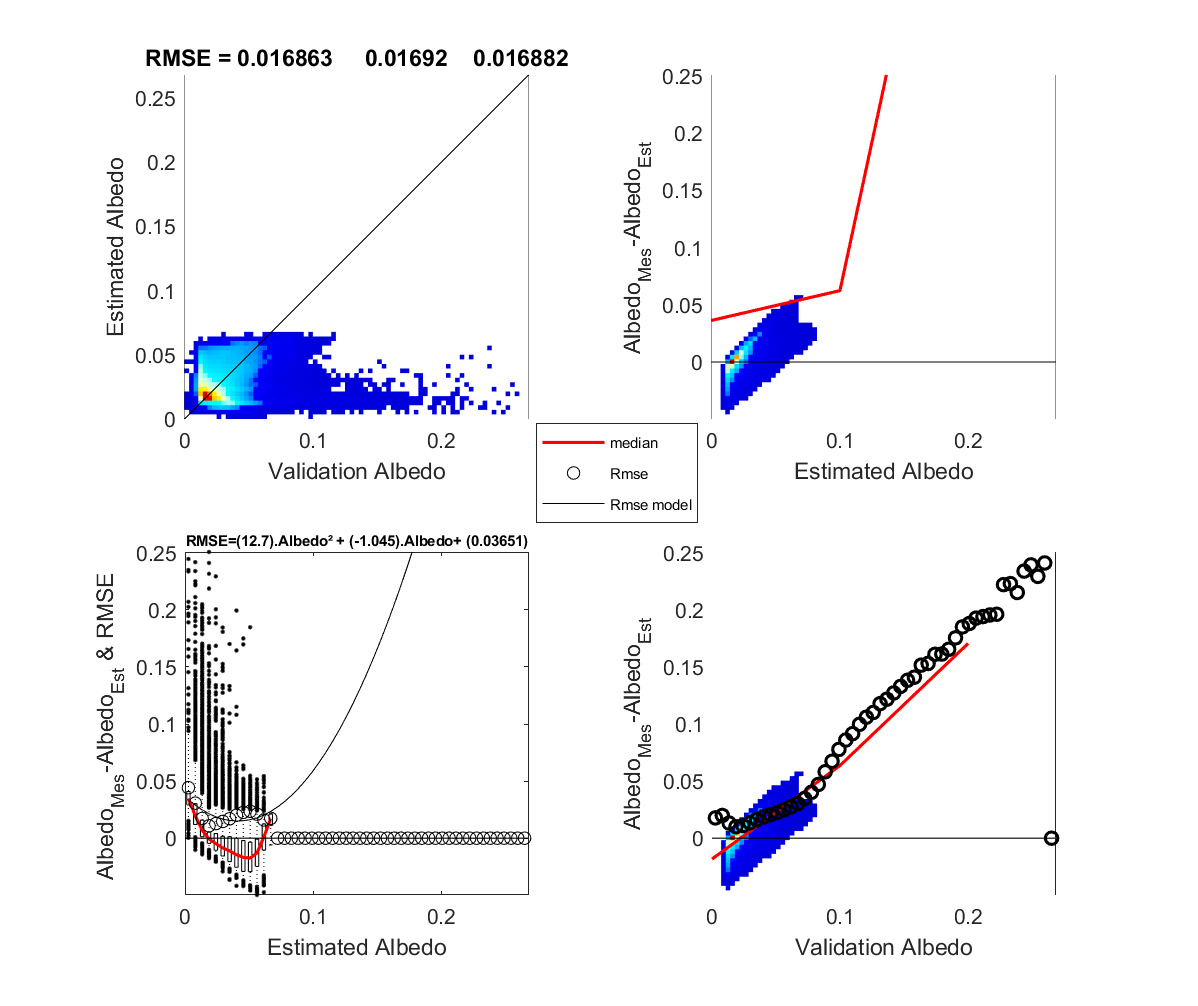 RMSE = 0.016863 0.01692 0.016882
0.25
0.2
0.15
0.1
0.05
0
0 0.1 0.2
Estimated Albedo
Validation Albedo
0.25
0.2
0.15
0.1
0.05
0
0 0.1 0.2
Albedo_Mes-Albedo_Est
Estimated Albedo
median
Rmse
Rmse model
RMSE=(12.7).Albedo² + (-1.045).Albedo+ (0.03651)
0.25
0.2
0.15
0.1
0.05
0
0 0.1 0.2
Albedo_Mes-Albedo_Est & RMSE
Estimated Albedo
0.25
0.2
0.15
0.1
0.05
0
0 0.1 0.2
Albedo_Mes-Albedo_Est
Validation Albedo